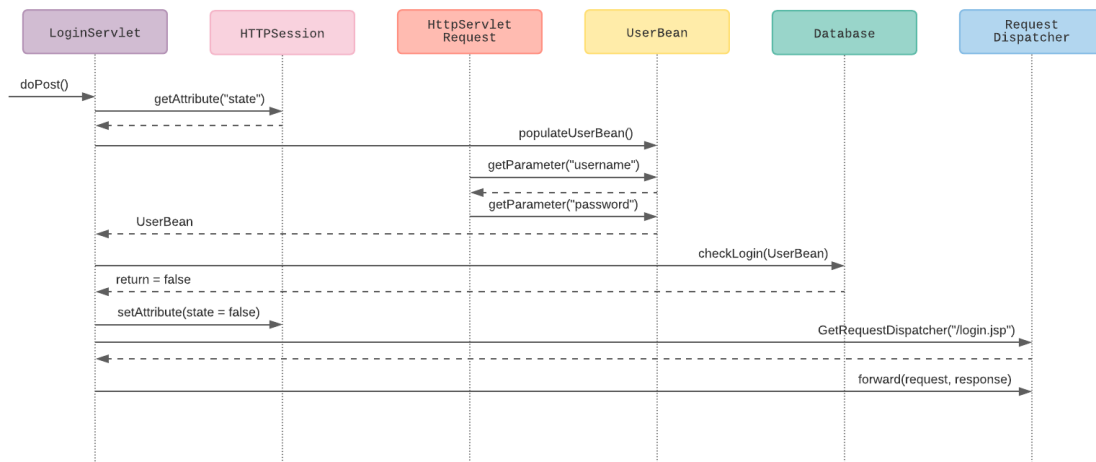 LoginServlet
HTTPSession
HttpServlet
Request
UserBean
Database
Request
Dispatcher
doPost()
getAttribute("state")
populateUserBean()
getParameter("username")
getParameter("password")
UserBean
checkLogin(UserBean)
return = false
setAttribute(state = false)
GetRequestDispatcher("/login.jsp")
forward(request, response)